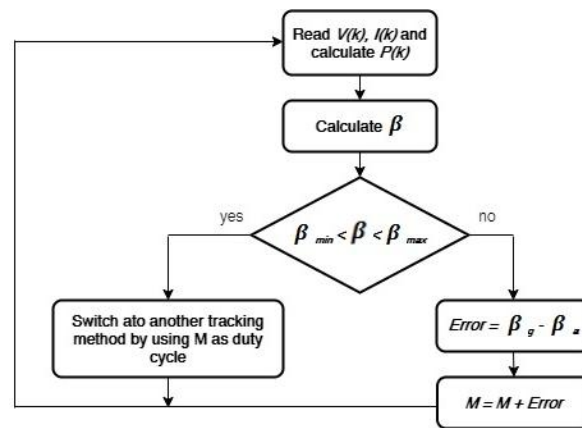 Read V(k), I(k) and
calculate P(k)
Calculate β
yes
β min < β < β max
no
Switch ato another tracking
method by using M as duty
cycle
Error = β g - β a
M = M + Error